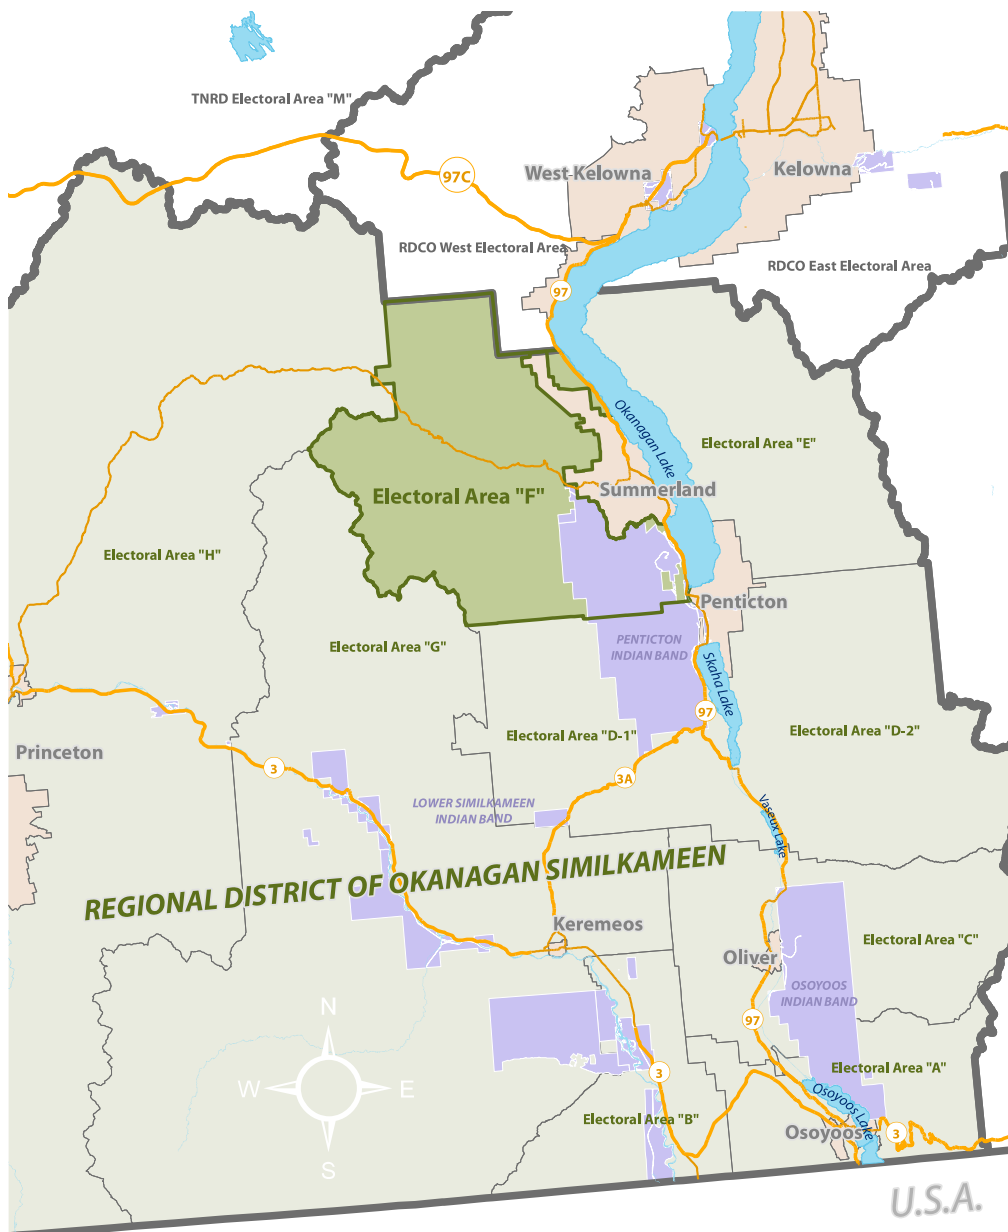 TNRD Electoral Area "M"
97C
West Kelowna
Kelowna
RDCO West Electoral Area
RDCO East Electoral Area
97
Okanagan Lake
Electoral Area "E"
Electoral Area "F"
Summerland
Electoral Area "H"
Penticton
Electoral Area "G"
PENTICTON
INDIAN BAND
Skaha Lake
97
Electoral Area "D-1"
Electoral Area "D-2"
Princeton
3
3A
LOWER SIMILKAMEEN
INDIAN BAND
Vaseux Lake
REGIONAL DISTRICT OF OKANAGAN SIMILKAMEEN
Keremeos
Electoral Area "C"
Oliver
OSOYOOS
INDIAN BAND
N
97
W
E
3
Electoral Area "A"
Electoral Area "B"
Osoyoos Lake
Osoyoos
3
S
U.S.A.